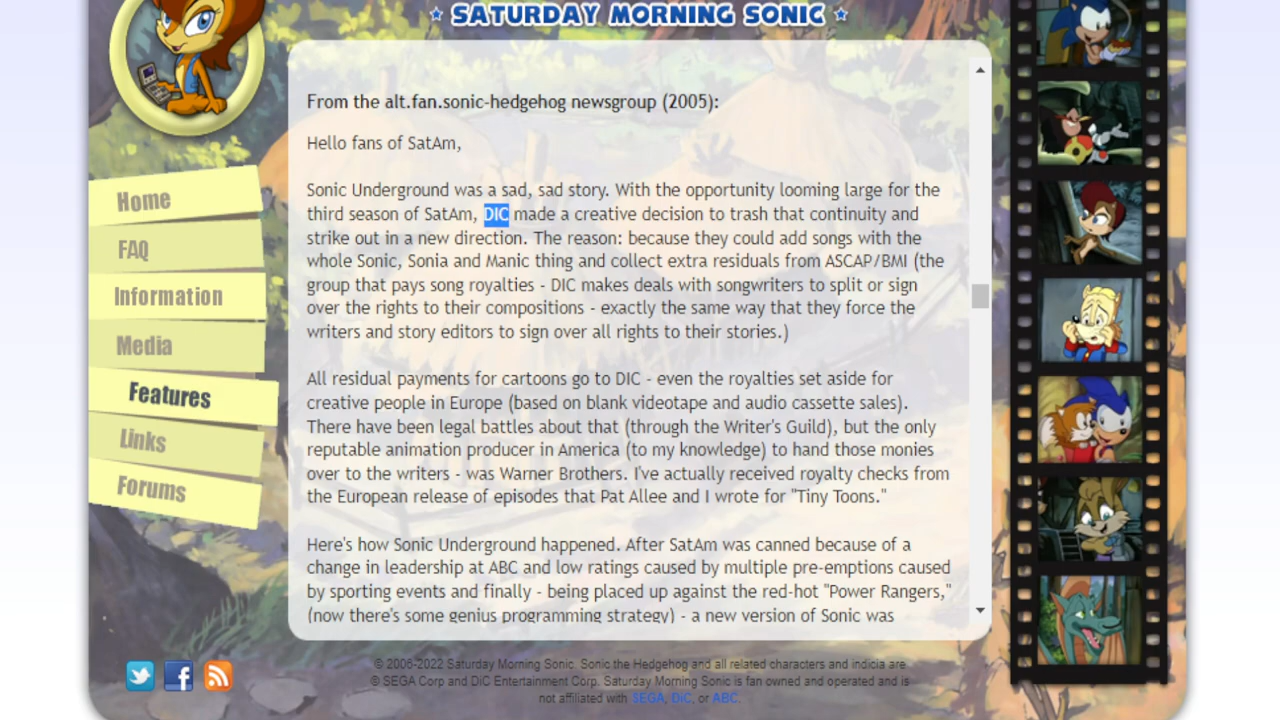 SATURDAY MORNING SONIC
Home
FAQ
Information
Media
Features
Links
Forums
From the alt.fan.sonic-hedgehog newsgroup (2005):
Hello fans of SatAm,
Sonic Underground was a sad, sad story. With the opportunity looming large for the
third season of SatAm, DIC made a creative decision to trash that continuity and
strike out in a new direction. The reason: because they could add songs with the
whole Sonic, Sonia and Manic thing and collect extra residuals from ASCAP/BMI (the
group that pays song royalties - DIC makes deals with songwriters to split or sign
over the rights to their compositions - exactly the same way that they force the
writers and story editors to sign over all rights to their stories.)
All residual payments for cartoons go to DIC - even the royalties set aside for
creative people in Europe (based on blank videotape and audio cassette sales).
There have been legal battles about that (through the Writer's Guild), but the only
reputable animation producer in America (to my knowledge) to hand those monies
over to the writers - was Warner Brothers. I've actually received royalty checks from
the European release of episodes that Pat Allee and I wrote for "Tiny Toons."
Here's how Sonic Underground happened. After SatAm was canned because of a
change in leadership at ABC and low ratings caused by multiple pre-emptions caused
by sporting events and finally - being placed up against the red-hot "Power Rangers,"
(now there's some genius programming strategy) - a new version of Sonic was
© 2006-2022 Saturday Morning Sonic. Sonic the Hedgehog and all related characters and indicia are
© SEGA Corp and DiC Entertainment Corp. Saturday Morning Sonic is fan owned and operated and is
not affiliated with SEGA, DiC, or ABC.